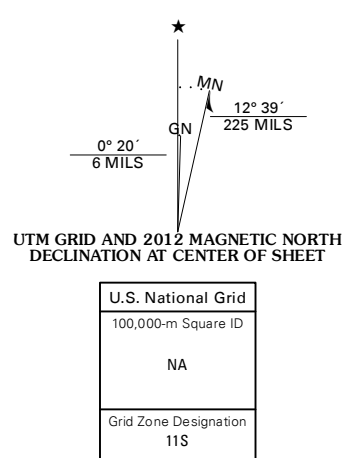 MN
12° 39´
225 MILS
GN
0° 20´
6 MILS
UTM GRID AND 2012 MAGNETIC NORTH
DECLINATION AT CENTER OF SHEET
U.S. National Grid
100,000-m Square ID
NA
Grid Zone Designation
11S